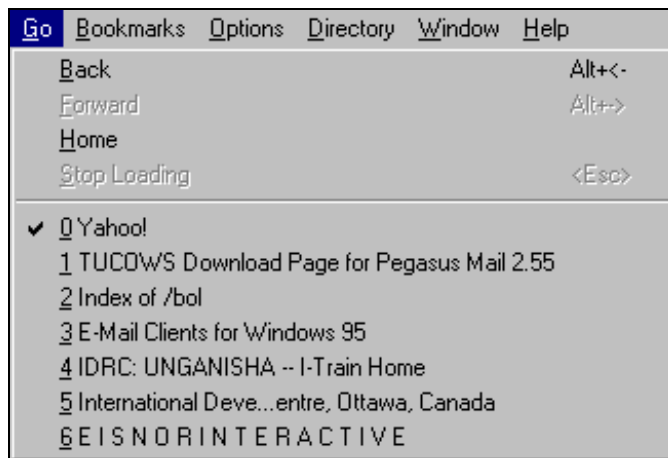 Go Bookmarks Options Directory Window Help
Back Alt+<-
Forward Alt+->
Home
Stop Loading <Esc>
✔ 0 Yahoo!
1 TUCOWS Download Page for Pegasus Mail 2.55
2 Index of /bol
3 E-Mail Clients for Windows 95
4 IDRC: UNGANISHA -- I-Train Home
5 International Deve...entre, Ottawa, Canada
6 E I S N O R I N T E R A C T I V E